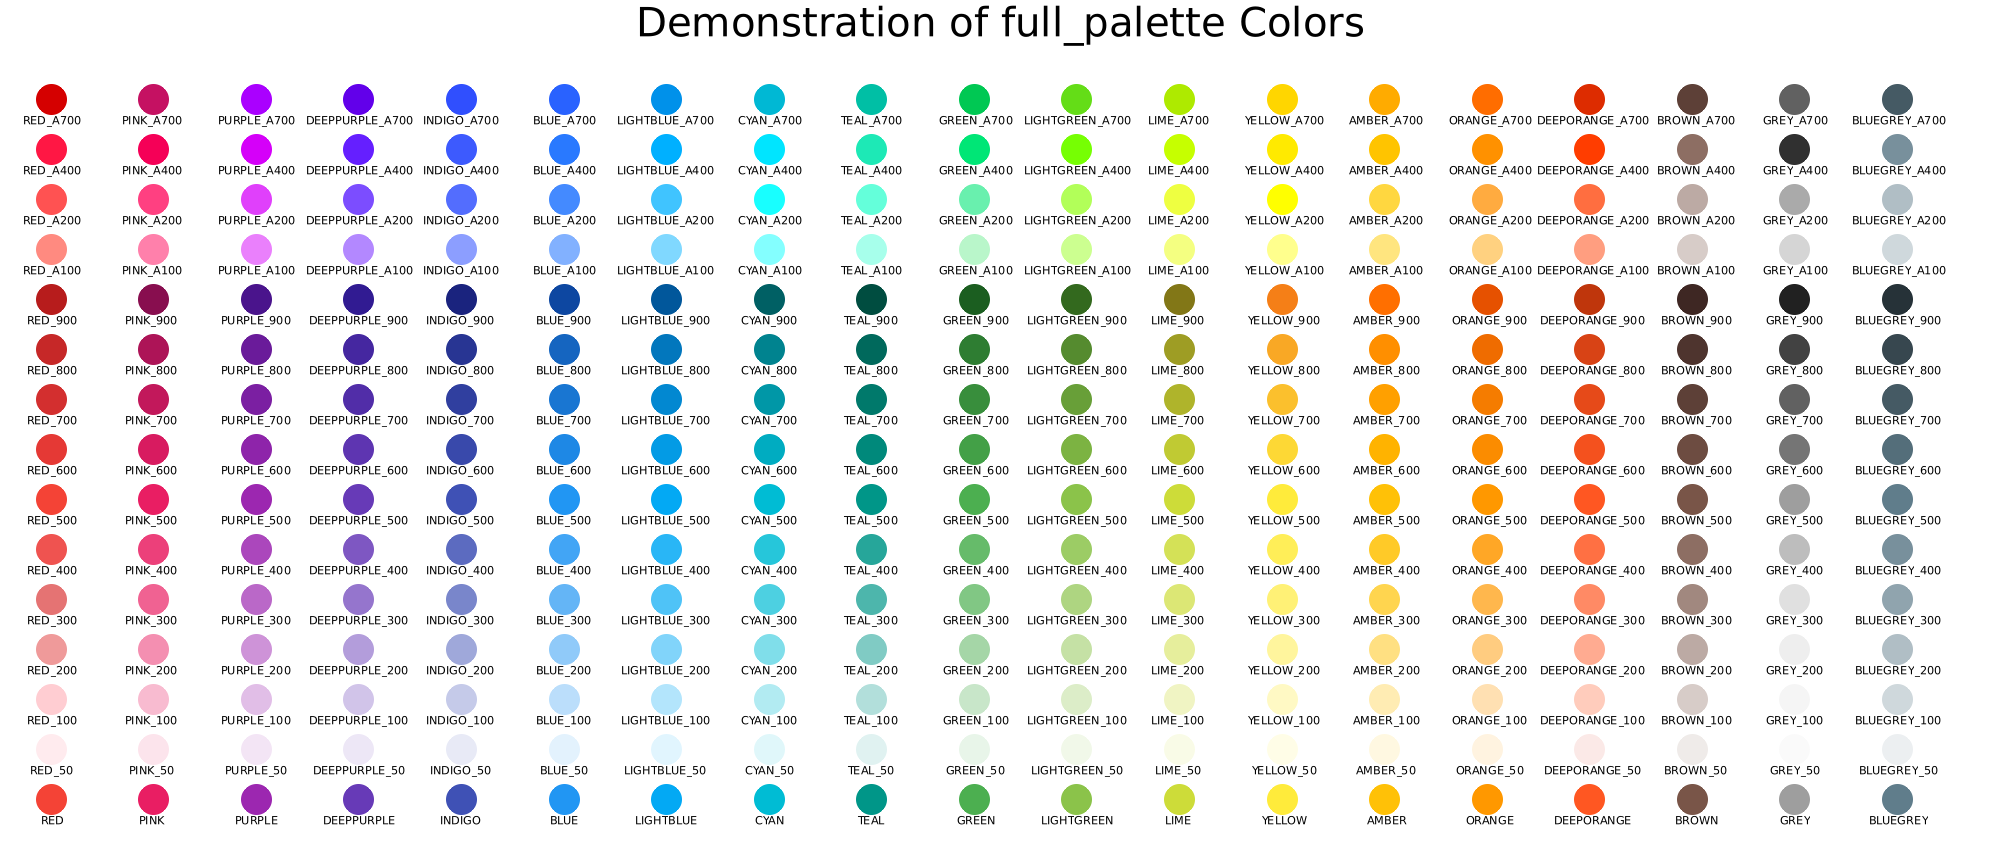 Demonstration of full_palette Colors
RED_A700 PINK_A700 PURPLE_A700 DEEPPURPLE_A700 INDIGO_A700 BLUE_A700 LIGHTBLUE_A700 CYAN_A700 TEAL_A700 GREEN_A700 LIGHTGREEN_A700 LIME_A700 YELLOW_A700 AMBER_A700 ORANGE_A700 DEEPORANGE_A700 BROWN_A700 GREY_A700 BLUEGREY_A700
RED_A400 PINK_A400 PURPLE_A400 DEEPPURPLE_A400 INDIGO_A400 BLUE_A400 LIGHTBLUE_A400 CYAN_A400 TEAL_A400 GREEN_A400 LIGHTGREEN_A400 LIME_A400 YELLOW_A400 AMBER_A400 ORANGE_A400 DEEPORANGE_A400 BROWN_A400 GREY_A400 BLUEGREY_A400
RED_A200 PINK_A200 PURPLE_A200 DEEPPURPLE_A200 INDIGO_A200 BLUE_A200 LIGHTBLUE_A200 CYAN_A200 TEAL_A200 GREEN_A200 LIGHTGREEN_A200 LIME_A200 YELLOW_A200 AMBER_A200 ORANGE_A200 DEEPORANGE_A200 BROWN_A200 GREY_A200 BLUEGREY_A200
RED_A100 PINK_A100 PURPLE_A100 DEEPPURPLE_A100 INDIGO_A100 BLUE_A100 LIGHTBLUE_A100 CYAN_A100 TEAL_A100 GREEN_A100 LIGHTGREEN_A100 LIME_A100 YELLOW_A100 AMBER_A100 ORANGE_A100 DEEPORANGE_A100 BROWN_A100 GREY_A100 BLUEGREY_A100
RED_900 PINK_900 PURPLE_900 DEEPPURPLE_900 INDIGO_900 BLUE_900 LIGHTBLUE_900 CYAN_900 TEAL_900 GREEN_900 LIGHTGREEN_900 LIME_900 YELLOW_900 AMBER_900 ORANGE_900 DEEPORANGE_900 BROWN_900 GREY_900 BLUEGREY_900
RED_800 PINK_800 PURPLE_800 DEEPPURPLE_800 INDIGO_800 BLUE_800 LIGHTBLUE_800 CYAN_800 TEAL_800 GREEN_800 LIGHTGREEN_800 LIME_800 YELLOW_800 AMBER_800 ORANGE_800 DEEPORANGE_800 BROWN_800 GREY_800 BLUEGREY_800
RED_700 PINK_700 PURPLE_700 DEEPPURPLE_700 INDIGO_700 BLUE_700 LIGHTBLUE_700 CYAN_700 TEAL_700 GREEN_700 LIGHTGREEN_700 LIME_700 YELLOW_700 AMBER_700 ORANGE_700 DEEPORANGE_700 BROWN_700 GREY_700 BLUEGREY_700
RED_600 PINK_600 PURPLE_600 DEEPPURPLE_600 INDIGO_600 BLUE_600 LIGHTBLUE_600 CYAN_600 TEAL_600 GREEN_600 LIGHTGREEN_600 LIME_600 YELLOW_600 AMBER_600 ORANGE_600 DEEPORANGE_600 BROWN_600 GREY_600 BLUEGREY_600
RED_500 PINK_500 PURPLE_500 DEEPPURPLE_500 INDIGO_500 BLUE_500 LIGHTBLUE_500 CYAN_500 TEAL_500 GREEN_500 LIGHTGREEN_500 LIME_500 YELLOW_500 AMBER_500 ORANGE_500 DEEPORANGE_500 BROWN_500 GREY_500 BLUEGREY_500
RED_400 PINK_400 PURPLE_400 DEEPPURPLE_400 INDIGO_400 BLUE_400 LIGHTBLUE_400 CYAN_400 TEAL_400 GREEN_400 LIGHTGREEN_400 LIME_400 YELLOW_400 AMBER_400 ORANGE_400 DEEPORANGE_400 BROWN_400 GREY_400 BLUEGREY_400
RED_300 PINK_300 PURPLE_300 DEEPPURPLE_300 INDIGO_300 BLUE_300 LIGHTBLUE_300 CYAN_300 TEAL_300 GREEN_300 LIGHTGREEN_300 LIME_300 YELLOW_300 AMBER_300 ORANGE_300 DEEPORANGE_300 BROWN_300 GREY_300 BLUEGREY_300
RED_200 PINK_200 PURPLE_200 DEEPPURPLE_200 INDIGO_200 BLUE_200 LIGHTBLUE_200 CYAN_200 TEAL_200 GREEN_200 LIGHTGREEN_200 LIME_200 YELLOW_200 AMBER_200 ORANGE_200 DEEPORANGE_200 BROWN_200 GREY_200 BLUEGREY_200
RED_100 PINK_100 PURPLE_100 DEEPPURPLE_100 INDIGO_100 BLUE_100 LIGHTBLUE_100 CYAN_100 TEAL_100 GREEN_100 LIGHTGREEN_100 LIME_100 YELLOW_100 AMBER_100 ORANGE_100 DEEPORANGE_100 BROWN_100 GREY_100 BLUEGREY_100
RED_50 PINK_50 PURPLE_50 DEEPPURPLE_50 INDIGO_50 BLUE_50 LIGHTBLUE_50 CYAN_50 TEAL_50 GREEN_50 LIGHTGREEN_50 LIME_50 YELLOW_50 AMBER_50 ORANGE_50 DEEPORANGE_50 BROWN_50 GREY_50 BLUEGREY_50
RED PINK PURPLE DEEPPURPLE INDIGO BLUE LIGHTBLUE CYAN TEAL GREEN LIGHTGREEN LIME YELLOW AMBER ORANGE DEEPORANGE BROWN GREY BLUEGREY